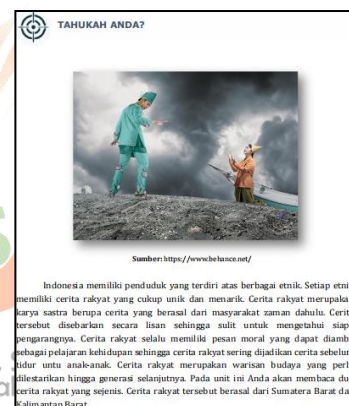 TAHUKAH ANDA?
Sumber: https://www.behance.net/
Indonesia memiliki penduduk yang terdiri atas berbagai etnik. Setiap etni
memiliki cerita rakyat yang cukup unik dan menarik. Cerita rakyat merupaka
karya sastra berupa cerita yang berasal dari masyarakat zaman dahulu. Cerit
tersebut disebarkan secara lisan sehingga sulit untuk mengetahui siap
pengarangnya. Cerita rakyat selalu memiliki pesan moral yang dapat diamb
sebagai pelajaran kehidupan sehingga cerita rakyat sering dijadikan cerita sebelur
tidur untu anak-anak. Cerita rakyat merupakan warisan budaya yang perl
dilestarikan hingga generasi selanjutnya. Pada unit ini Anda akan membaca du
cerita rakyat yang sejenis. Cerita rakyat tersebut berasal dari Sumatera Barat da
Kalimantan Barat.